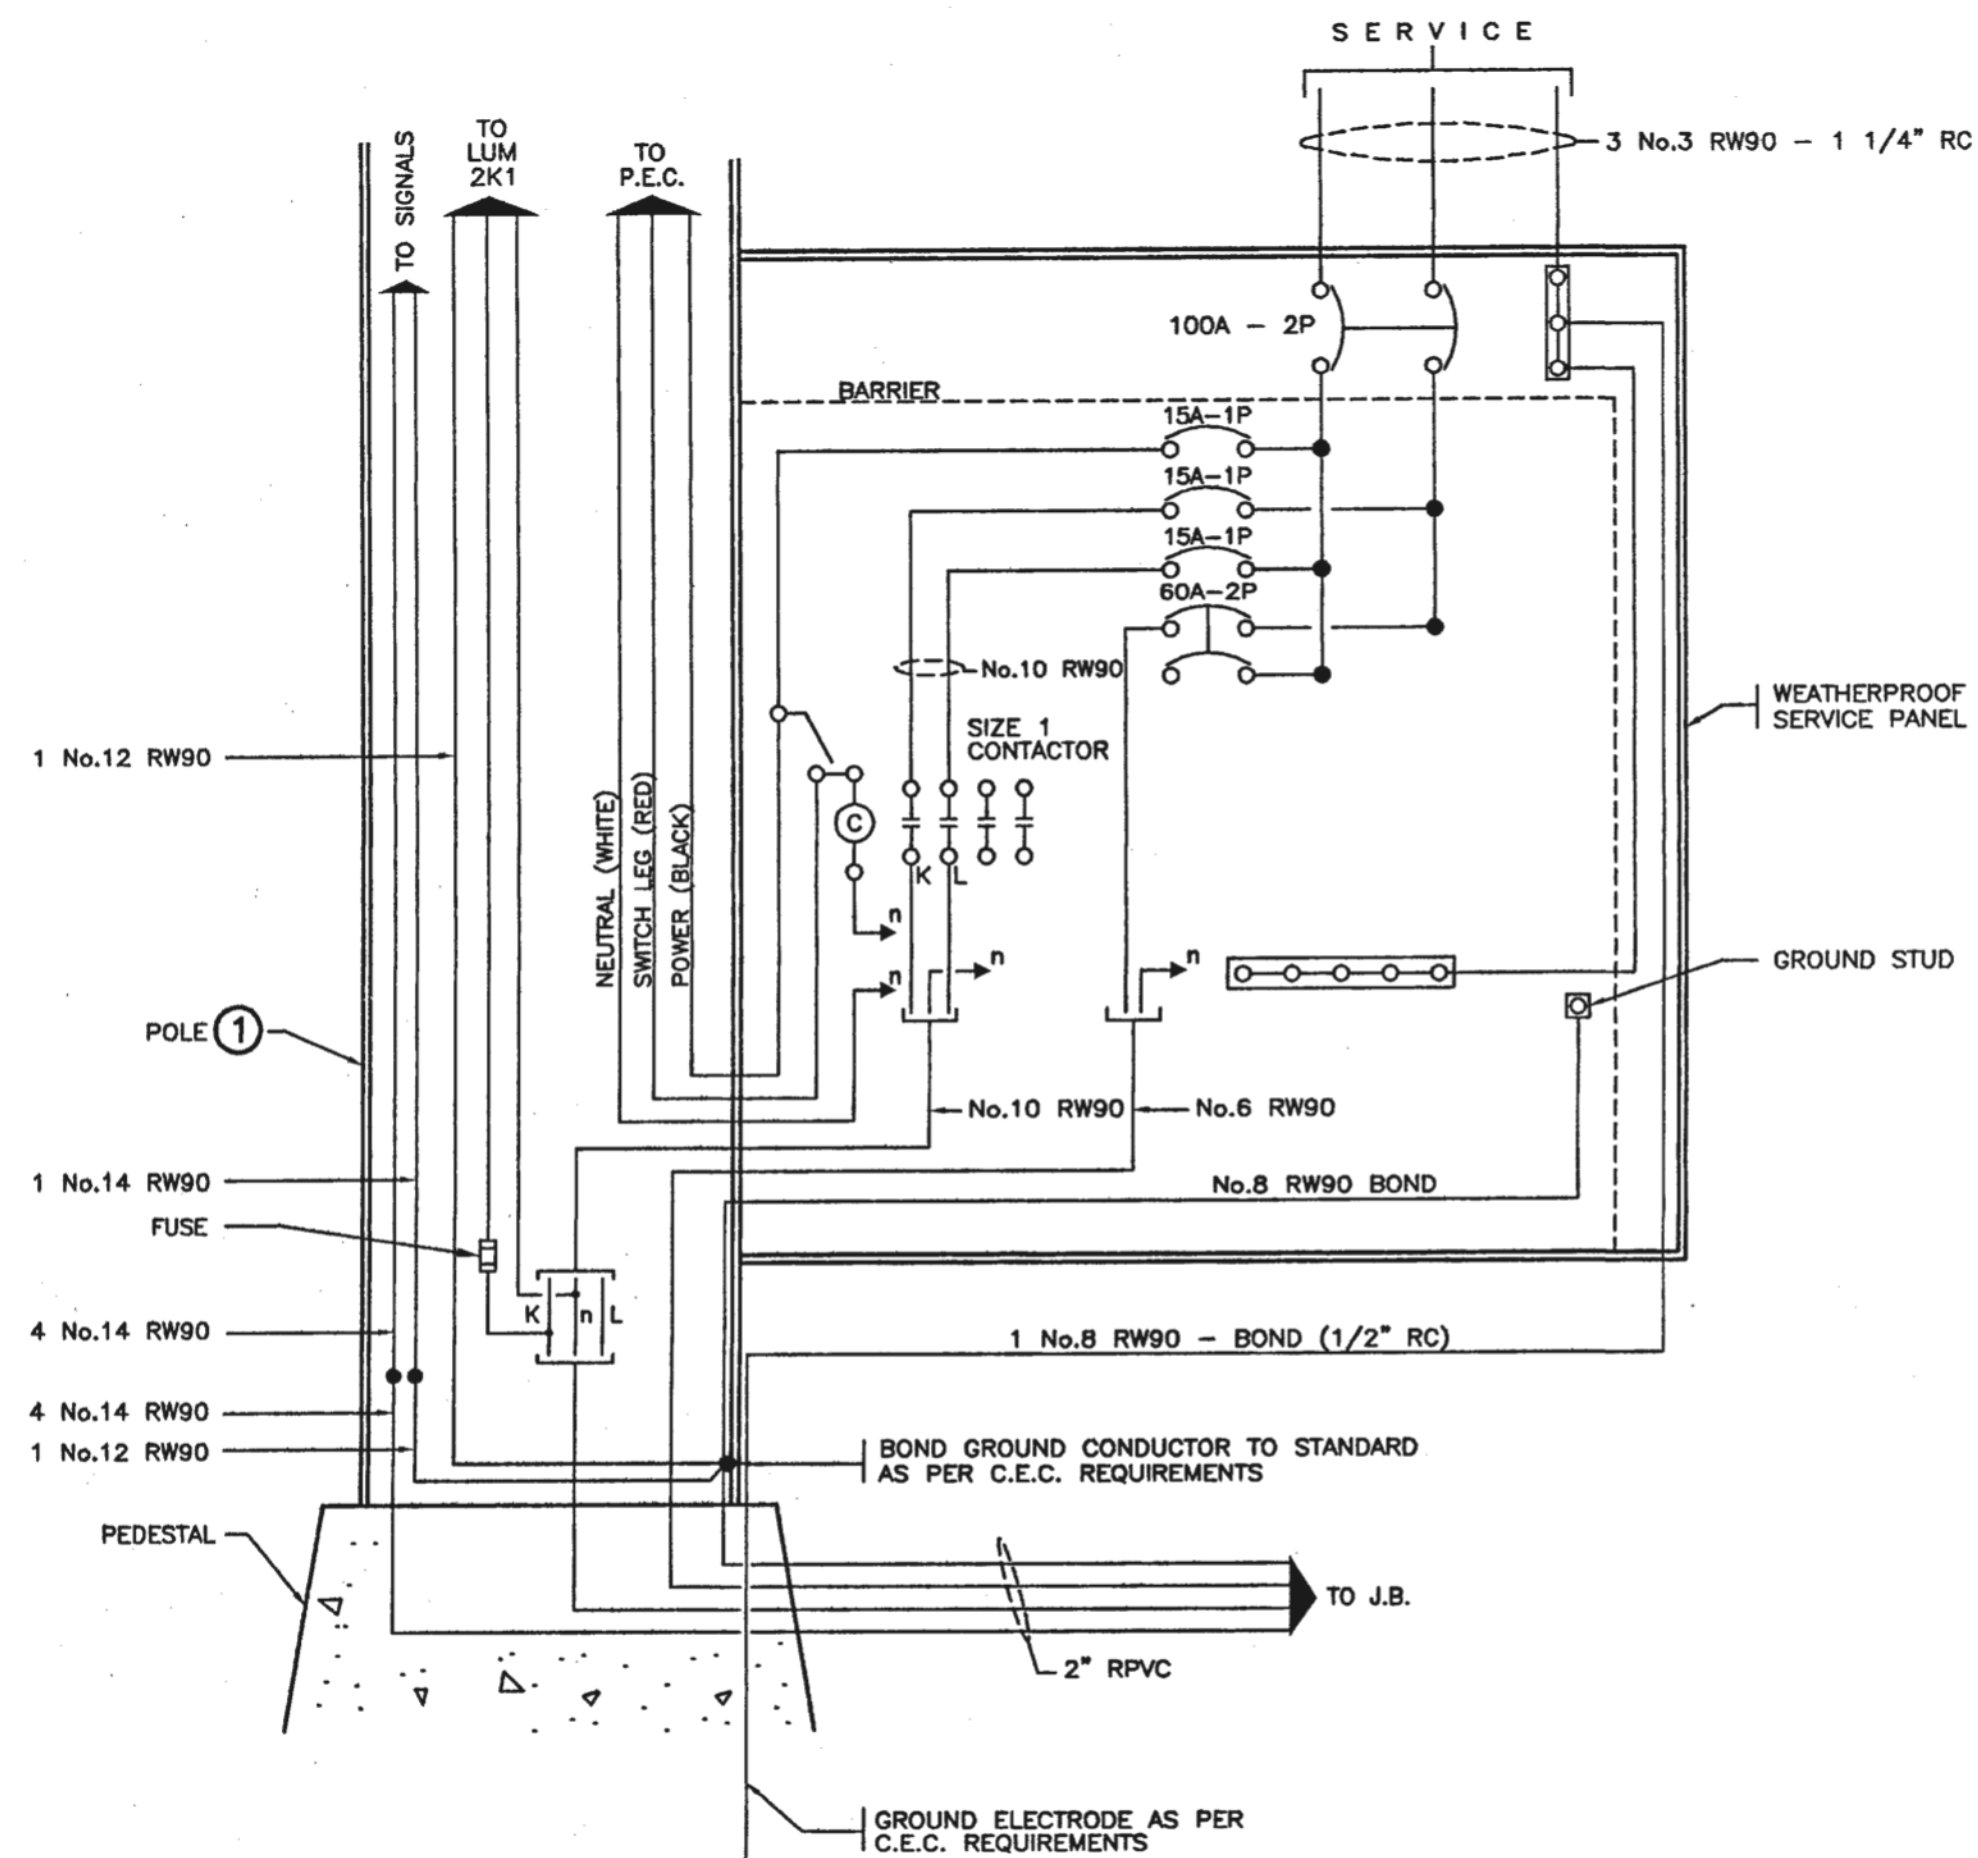 SERVICE
3 No.3 RW90 - 1 1/4" RC
TO SIGNALS
TO
LUM
2K1
TO
P.E.C.
100A - 2P
BARRIER
15A-1P
15A-1P
15A-1P
60A-2P
No.10 RW90
SIZE 1
CONTACTOR
WEATHERPROOF
SERVICE PANEL
1 No.12 RW90
NEUTRAL (WHITE)
SWITCH LEG (RED)
POWER (BLACK)
C
K L
n
n
n
n
GROUND STUD
POLE 1
No.10 RW90
No.6 RW90
1 No.14 RW90
No.8 RW90 BOND
FUSE
K n L
4 No.14 RW90
1 No.8 RW90 - BOND (1/2" RC)
4 No.14 RW90
1 No.12 RW90
BOND GROUND CONDUCTOR TO STANDARD
AS PER C.E.C. REQUIREMENTS
PEDESTAL
TO J.B.
2" RPVC
GROUND ELECTRODE AS PER
C.E.C. REQUIREMENTS